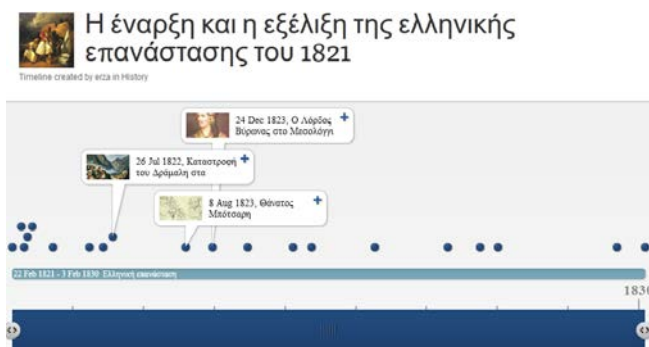 Η έναρξη και η εξέλιξη της ελληνικής
επανάστασης του 1821
Timeline created by erza in History
24 Dec 1823, Ο Λόρδος
Βύρωνας στο Μεσολόγγι
26 Jul 1822, Καταστροφή
του Δράμαλη στα
8 Aug 1823, Θάνατος
Μπότσαρη
22 Feb 1821 - 3 Feb 1830 Ελληνική επανάσταση
1830